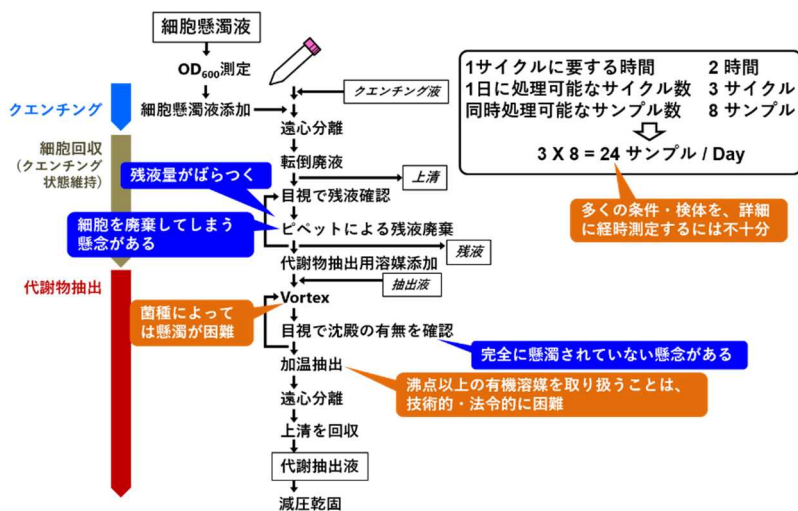 細胞懸濁液
OD600測定
細胞懸濁液添加
クエンチング液
遠心分離
転倒廃液
上清
目視で残液確認
ピペットによる残液廃棄
残液
代謝物抽出用溶媒添加
抽出液
Vortex
目視で沈殿の有無を確認
加温抽出
遠心分離
上清を回収
代謝抽出液
減圧乾固
クエンチング
細胞回収
(クエンチング
状態維持)
代謝物抽出
残液量がばらつく
細胞を廃棄してしまう
懸念がある
菌種によって
は懸濁が困難
完全に懸濁されていない懸念がある
沸点以上の有機溶媒を取り扱うことは、
技術的・法令的に困難
1サイクルに要する時間 2 時間
1日に処理可能なサイクル数 3 サイクル
同時処理可能なサンプル数 8 サンプル
3 X 8 = 24 サンプル / Day
多くの条件・検体を、詳細
に経時測定するには不十分